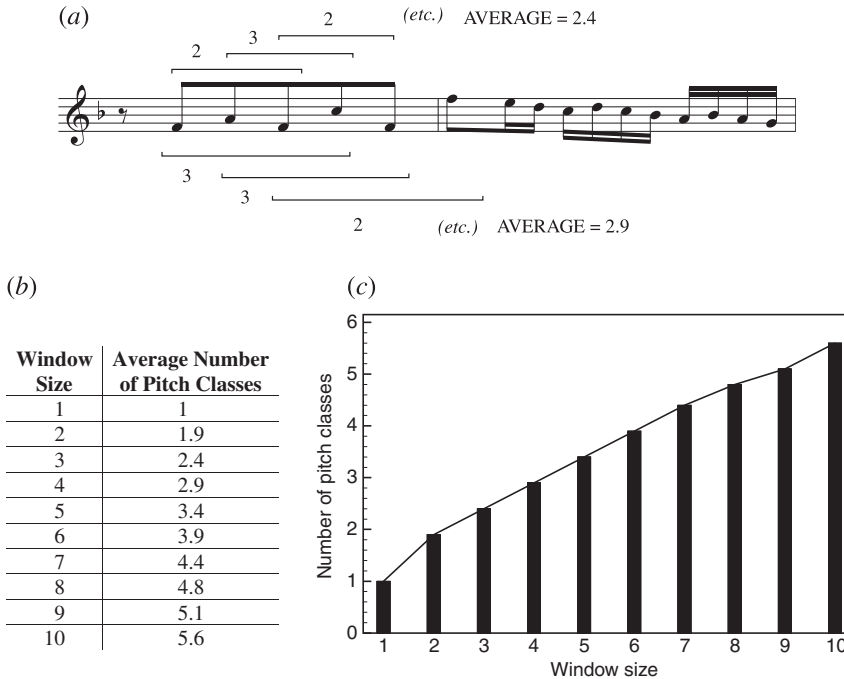 (a)
2
3
2
(etc.) AVERAGE = 2.4
3
3
2
(etc.) AVERAGE = 2.9
(b)
Window Size Average Number of Pitch Classes
1 1
2 1.9
3 2.4
4 2.9
5 3.4
6 3.9
7 4.4
8 4.8
9 5.1
10 5.6
(c)
Number of pitch classes
6
5
4
3
2
1
0
1 2 3 4 5 6 7 8 9 10
Window size